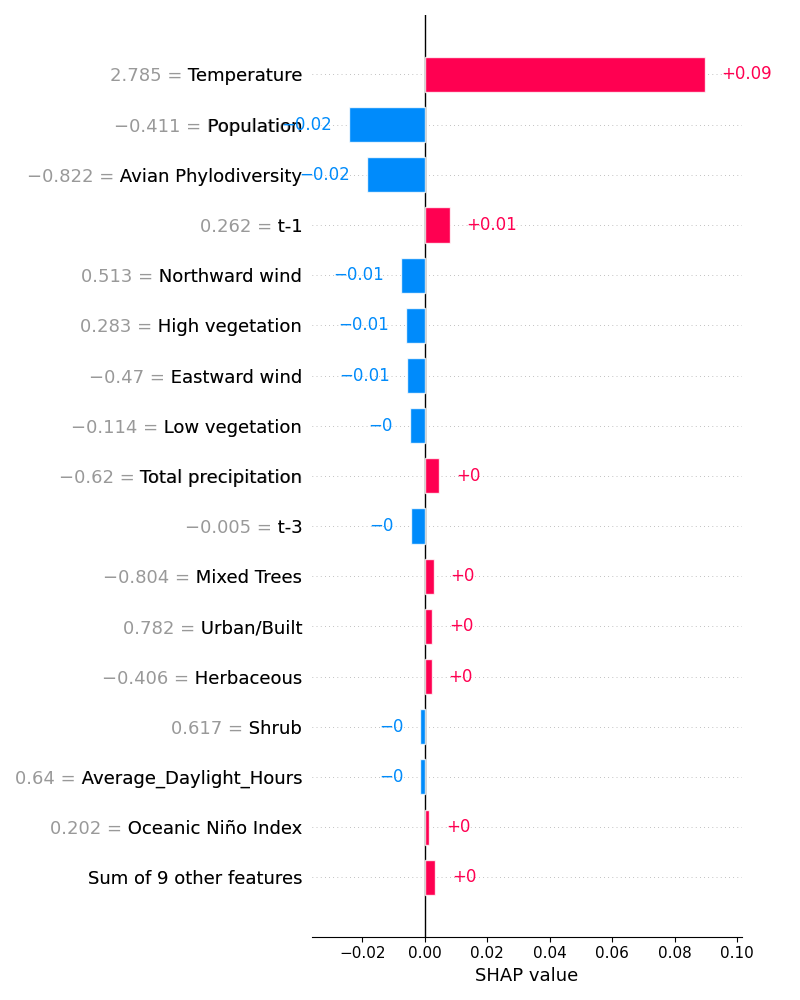 2.785 = Temperature +0.09
−0.411 = Population −0.02
−0.822 = Avian Phylodiversity −0.02
0.262 = t-1 +0.01
0.513 = Northward wind −0.01
0.283 = High vegetation −0.01
−0.47 = Eastward wind −0.01
−0.114 = Low vegetation −0
−0.62 = Total precipitation +0
−0.005 = t-3 −0
−0.804 = Mixed Trees +0
0.782 = Urban/Built +0
−0.406 = Herbaceous +0
0.617 = Shrub −0
0.64 = Average_Daylight_Hours −0
0.202 = Oceanic Niño Index +0
Sum of 9 other features +0
−0.02 0.00 0.02 0.04 0.06 0.08 0.10
SHAP value